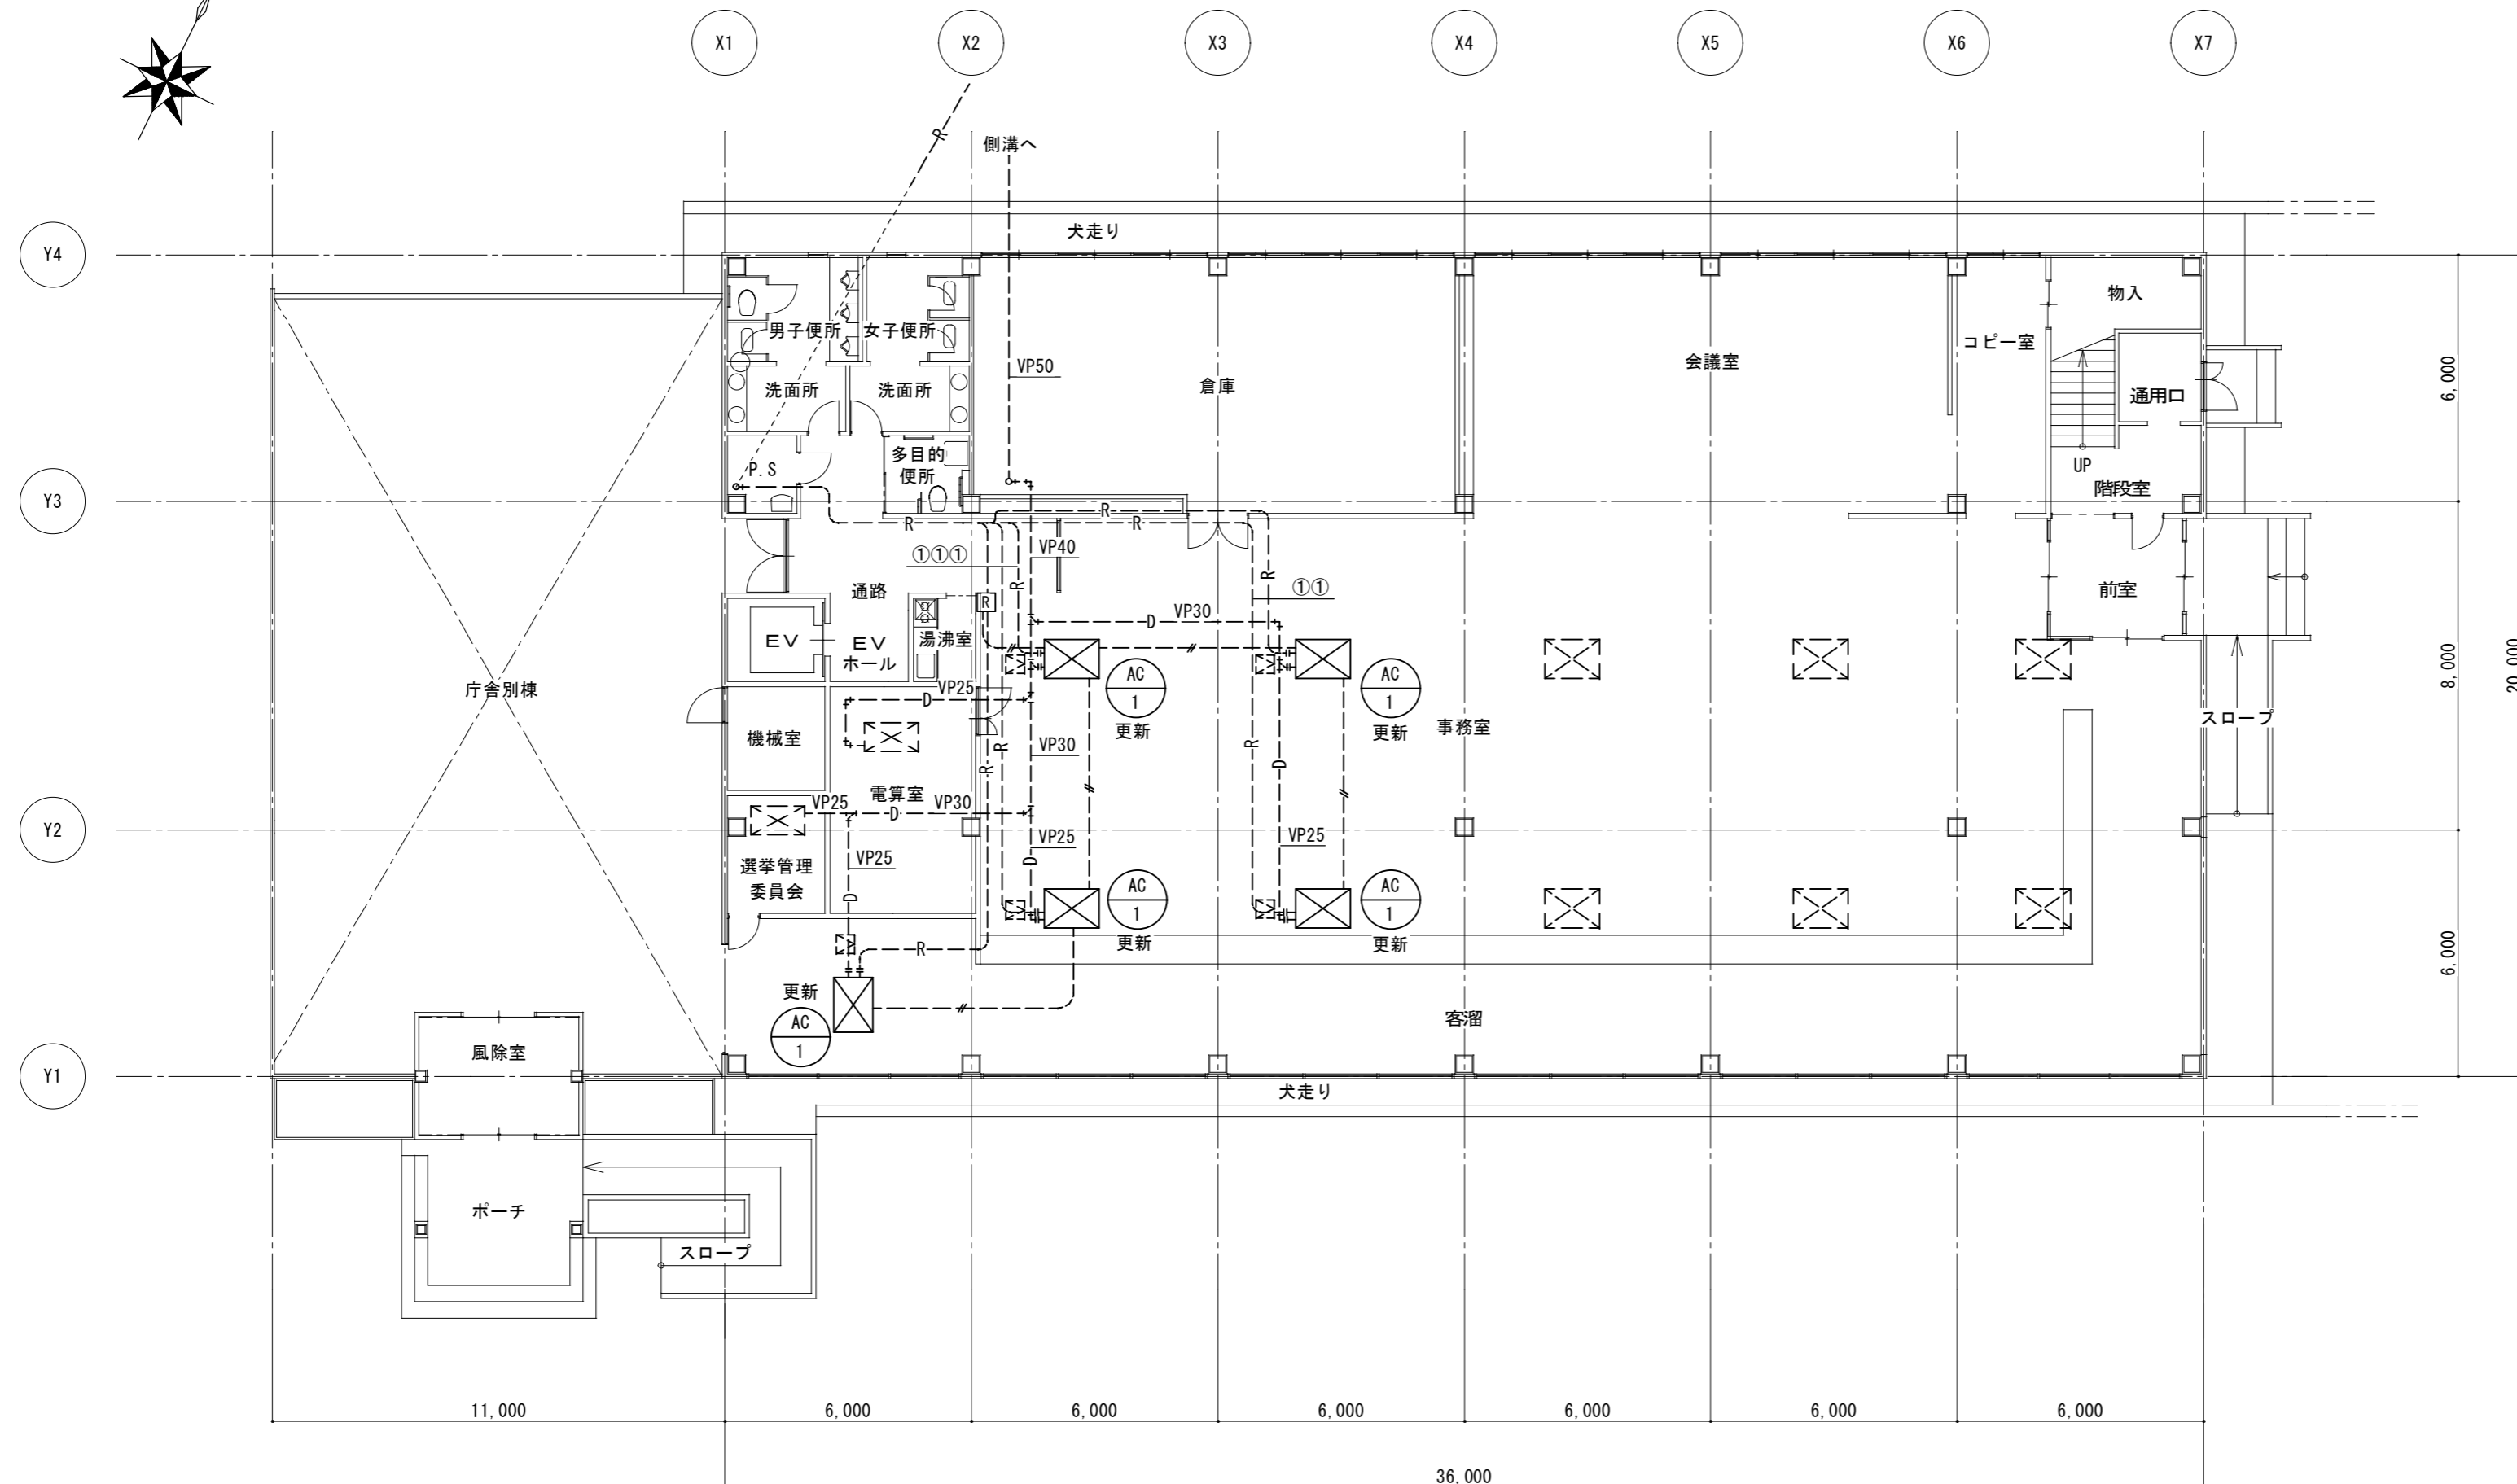 X1
X2
X3
X4
X5
X6
X7
R
側溝へ
犬走り
Y4
物入
男子便所
女子便所
コピー室
会議室
VP50
倉庫
洗面所
洗面所
通用口
6,000
多目的
便所
P.S
UP
Y3
階段室
R
R
R
①①①
VP40
R
R
①①
通路
前室
R
VP30
D
EV
EV
ホール
湯沸室
8,000
20,000
AC
1
更新
AC
1
更新
庁舎別棟
VP25
D
スロープ
機械室
VP30
事務室
R
R
R
D
電算室
VP25
VP30
D
Y2
VP25
VP25
VP25
選挙管理
委員会
D
D
AC
1
更新
AC
1
更新
6,000
R
更新
AC
1
客溜
風除室
Y1
犬走り
ポーチ
スロープ
11,000
6,000
6,000
6,000
6,000
6,000
6,000
36,000